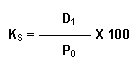 D1
KS = X 100
P0